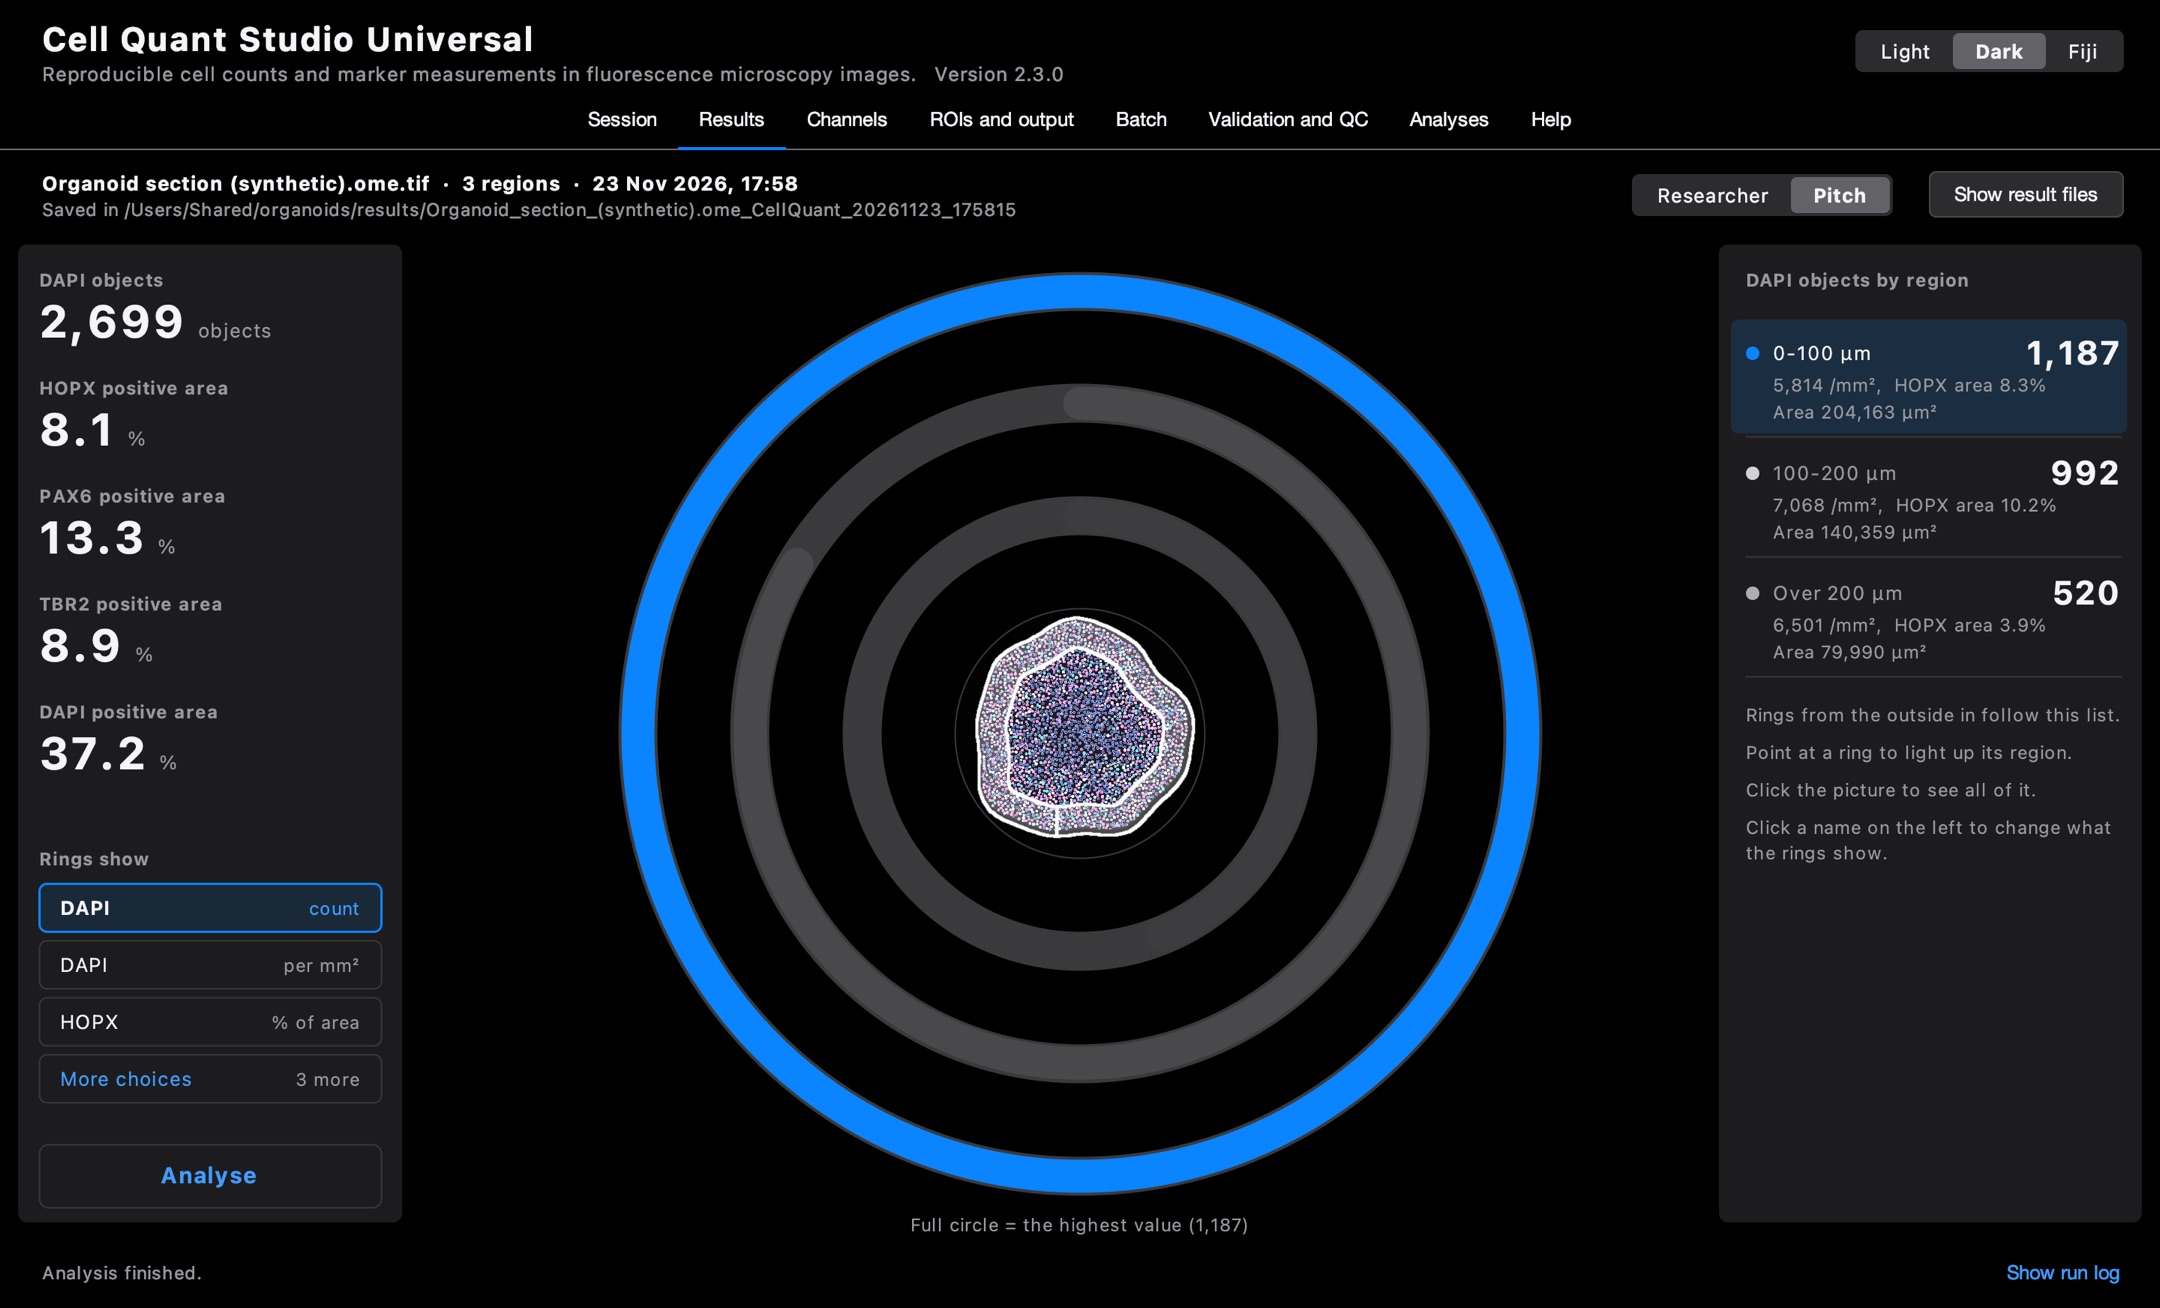 Cell Quant Studio Universal
Reproducible cell counts and marker measurements in fluorescence microscopy images. Version 2.3.0
Light Dark Fiji
Session Results Channels ROIs and output Batch Validation and QC Analyses Help
Organoid section (synthetic).ome.tif · 3 regions · 23 Nov 2026, 17:58
Saved in /Users/Shared/organoids/results/Organoid_section_(synthetic).ome_CellQuant_20261123_175815
Researcher Pitch
Show result files
DAPI objects
2,699 objects
HOPX positive area
8.1 %
PAX6 positive area
13.3 %
TBR2 positive area
8.9 %
DAPI positive area
37.2 %
Rings show
DAPI count
DAPI per mm²
HOPX % of area
More choices 3 more
Analyse
Full circle = the highest value (1,187)
DAPI objects by region
0-100 µm 1,187
5,814 /mm², HOPX area 8.3%
Area 204,163 µm²
100-200 µm 992
7,068 /mm², HOPX area 10.2%
Area 140,359 µm²
Over 200 µm 520
6,501 /mm², HOPX area 3.9%
Area 79,990 µm²
Rings from the outside in follow this list.
Point at a ring to light up its region.
Click the picture to see all of it.
Click a name on the left to change what
the rings show.
Analysis finished.
Show run log